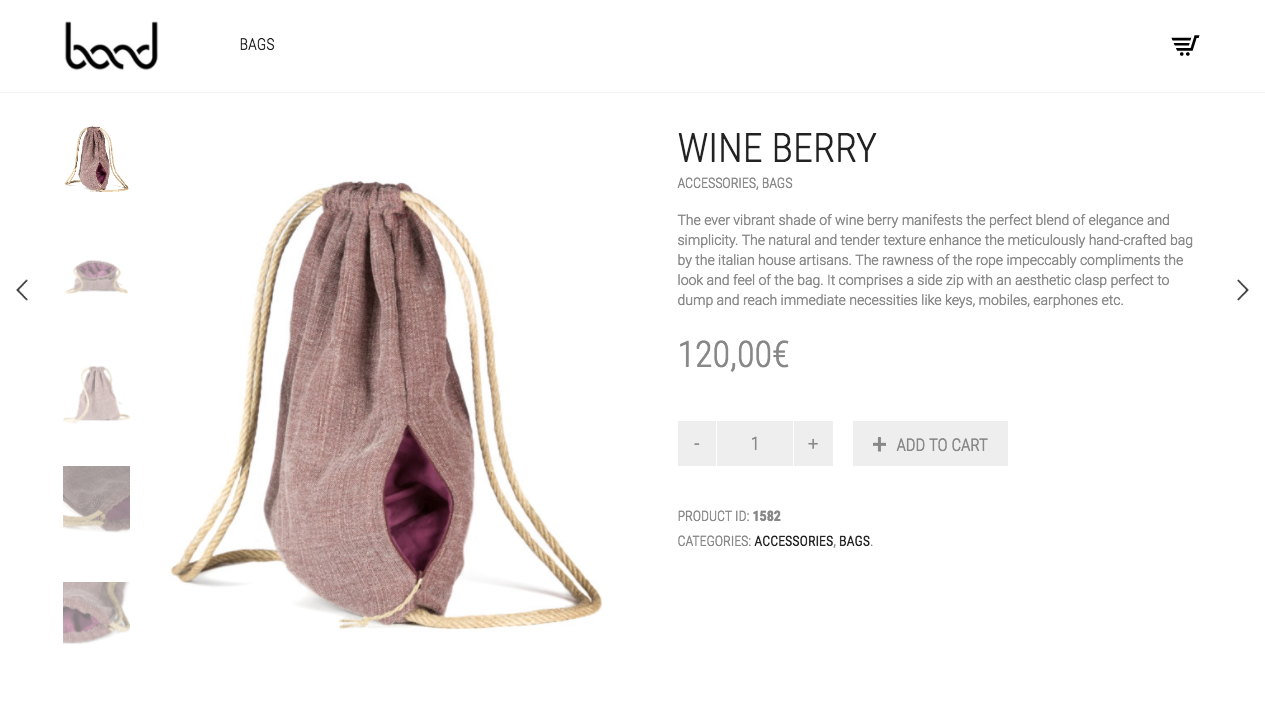 band
BAGS
WINE BERRY
ACCESSORIES, BAGS
The ever vibrant shade of wine berry manifests the perfect blend of elegance and
simplicity. The natural and tender texture enhance the meticulously hand-crafted bag
by the italian house artisans. The rawness of the rope impeccably compliments the
look and feel of the bag. It comprises a side zip with an aesthetic clasp perfect to
dump and reach immediate necessities like keys, mobiles, earphones etc.
120,00€
- 1 + + ADD TO CART
PRODUCT ID: 1582
CATEGORIES: ACCESSORIES, BAGS.